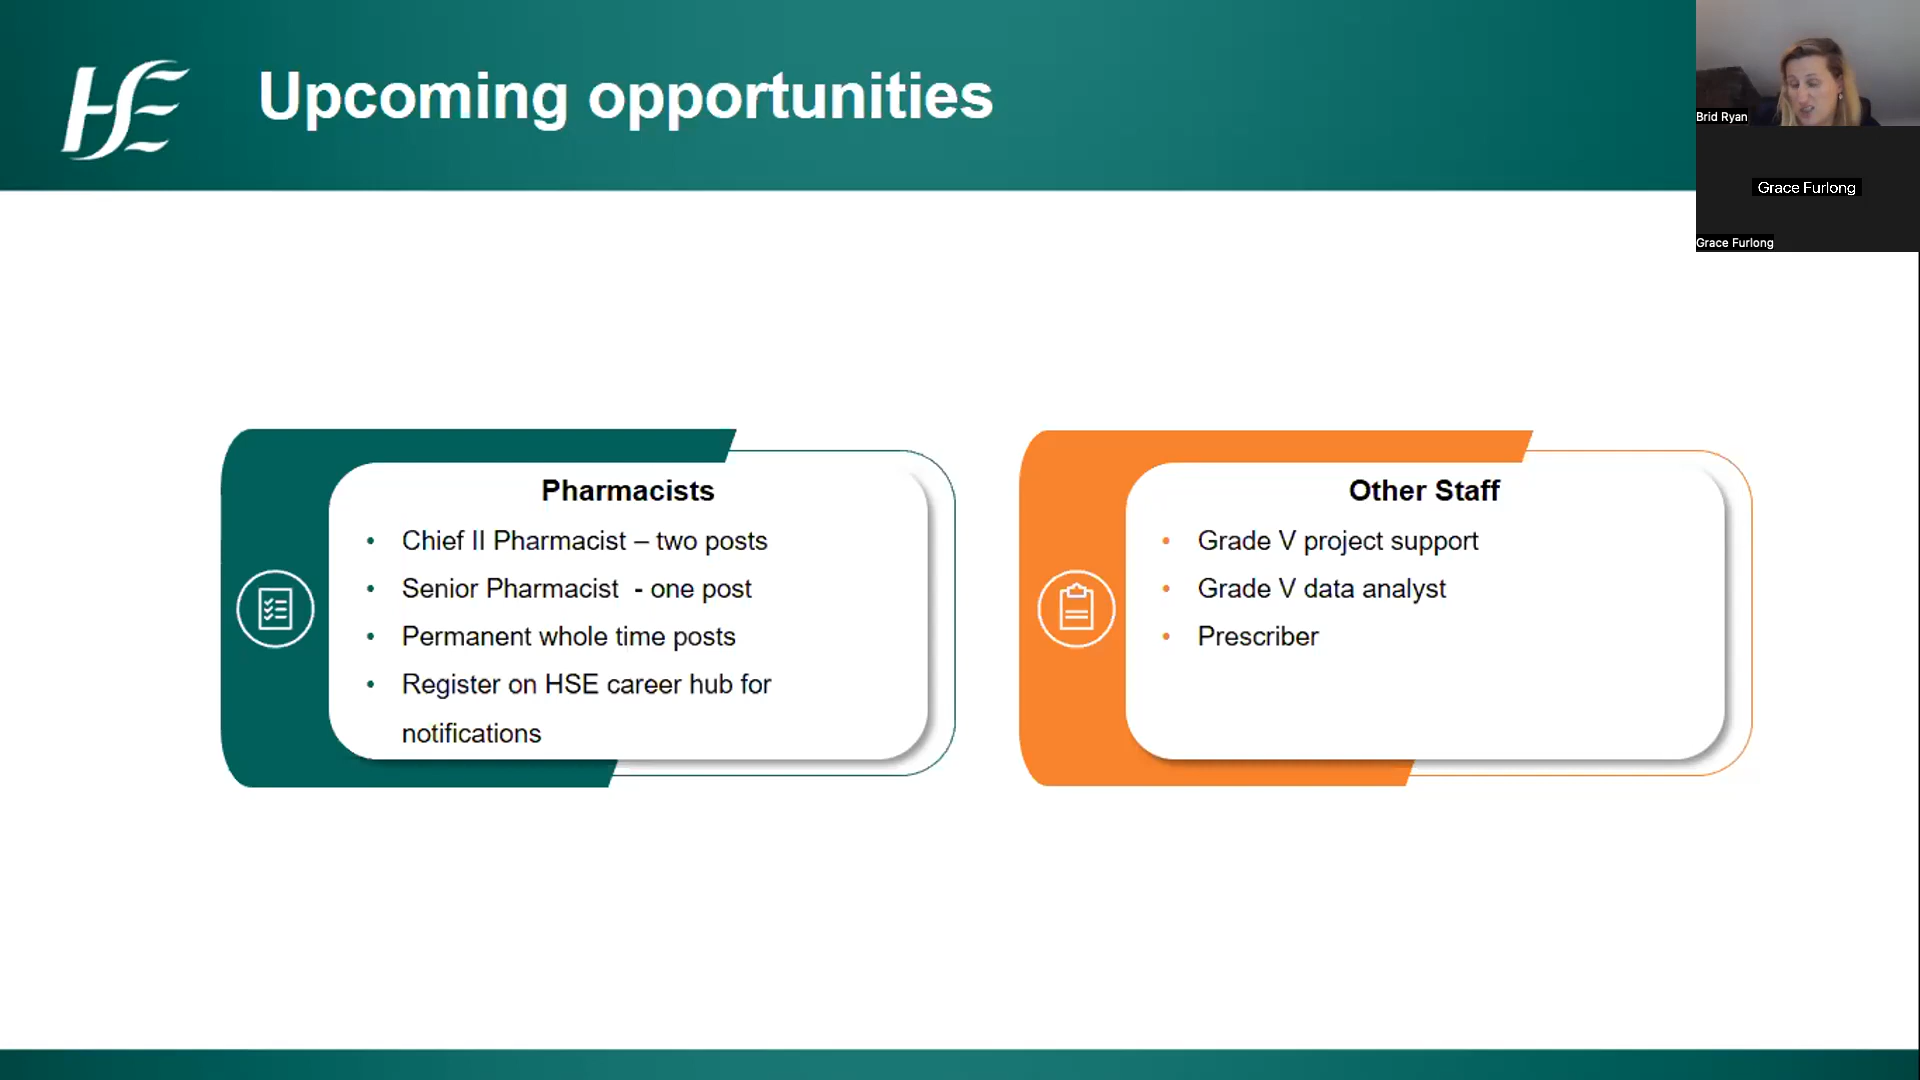 HSE
Upcoming opportunities
Brid Ryan
Grace Furlong
Grace Furlong
Pharmacists
• Chief II Pharmacist – two posts
• Senior Pharmacist - one post
• Permanent whole time posts
• Register on HSE career hub for
notifications
Other Staff
• Grade V project support
• Grade V data analyst
• Prescriber